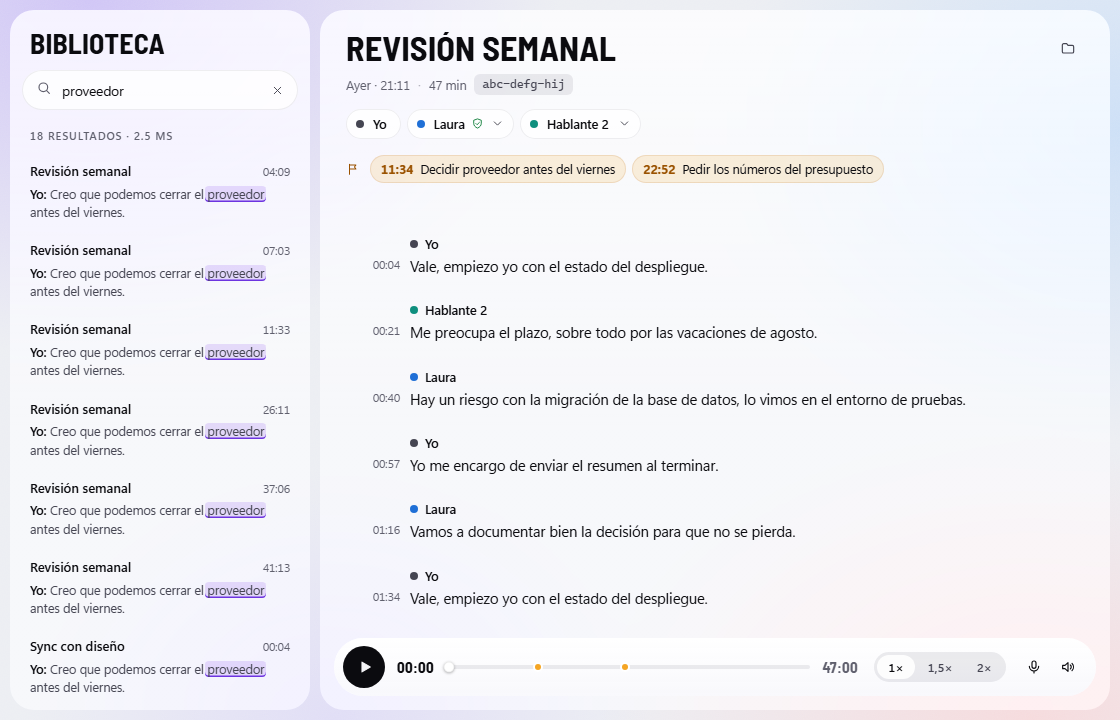 BIBLIOTECA
proveedor
18 RESULTADOS · 2.5 MS
Revisión semanal 04:09
Yo: Creo que podemos cerrar el proveedor
antes del viernes.
Revisión semanal 07:03
Yo: Creo que podemos cerrar el proveedor
antes del viernes.
Revisión semanal 11:33
Yo: Creo que podemos cerrar el proveedor
antes del viernes.
Revisión semanal 26:11
Yo: Creo que podemos cerrar el proveedor
antes del viernes.
Revisión semanal 37:06
Yo: Creo que podemos cerrar el proveedor
antes del viernes.
Revisión semanal 41:13
Yo: Creo que podemos cerrar el proveedor
antes del viernes.
Sync con diseño 00:04
Yo: Creo que podemos cerrar el proveedor
antes del viernes.
REVISIÓN SEMANAL
Ayer · 21:11 · 47 min abc-defg-hij
Yo Laura Hablante 2
11:34 Decidir proveedor antes del viernes 22:52 Pedir los números del presupuesto
Yo
00:04 Vale, empiezo yo con el estado del despliegue.
Hablante 2
00:21 Me preocupa el plazo, sobre todo por las vacaciones de agosto.
Laura
00:40 Hay un riesgo con la migración de la base de datos, lo vimos en el entorno de pruebas.
Yo
00:57 Yo me encargo de enviar el resumen al terminar.
Laura
01:16 Vamos a documentar bien la decisión para que no se pierda.
Yo
01:34 Vale, empiezo yo con el estado del despliegue.
00:00 47:00 1× 1,5× 2×